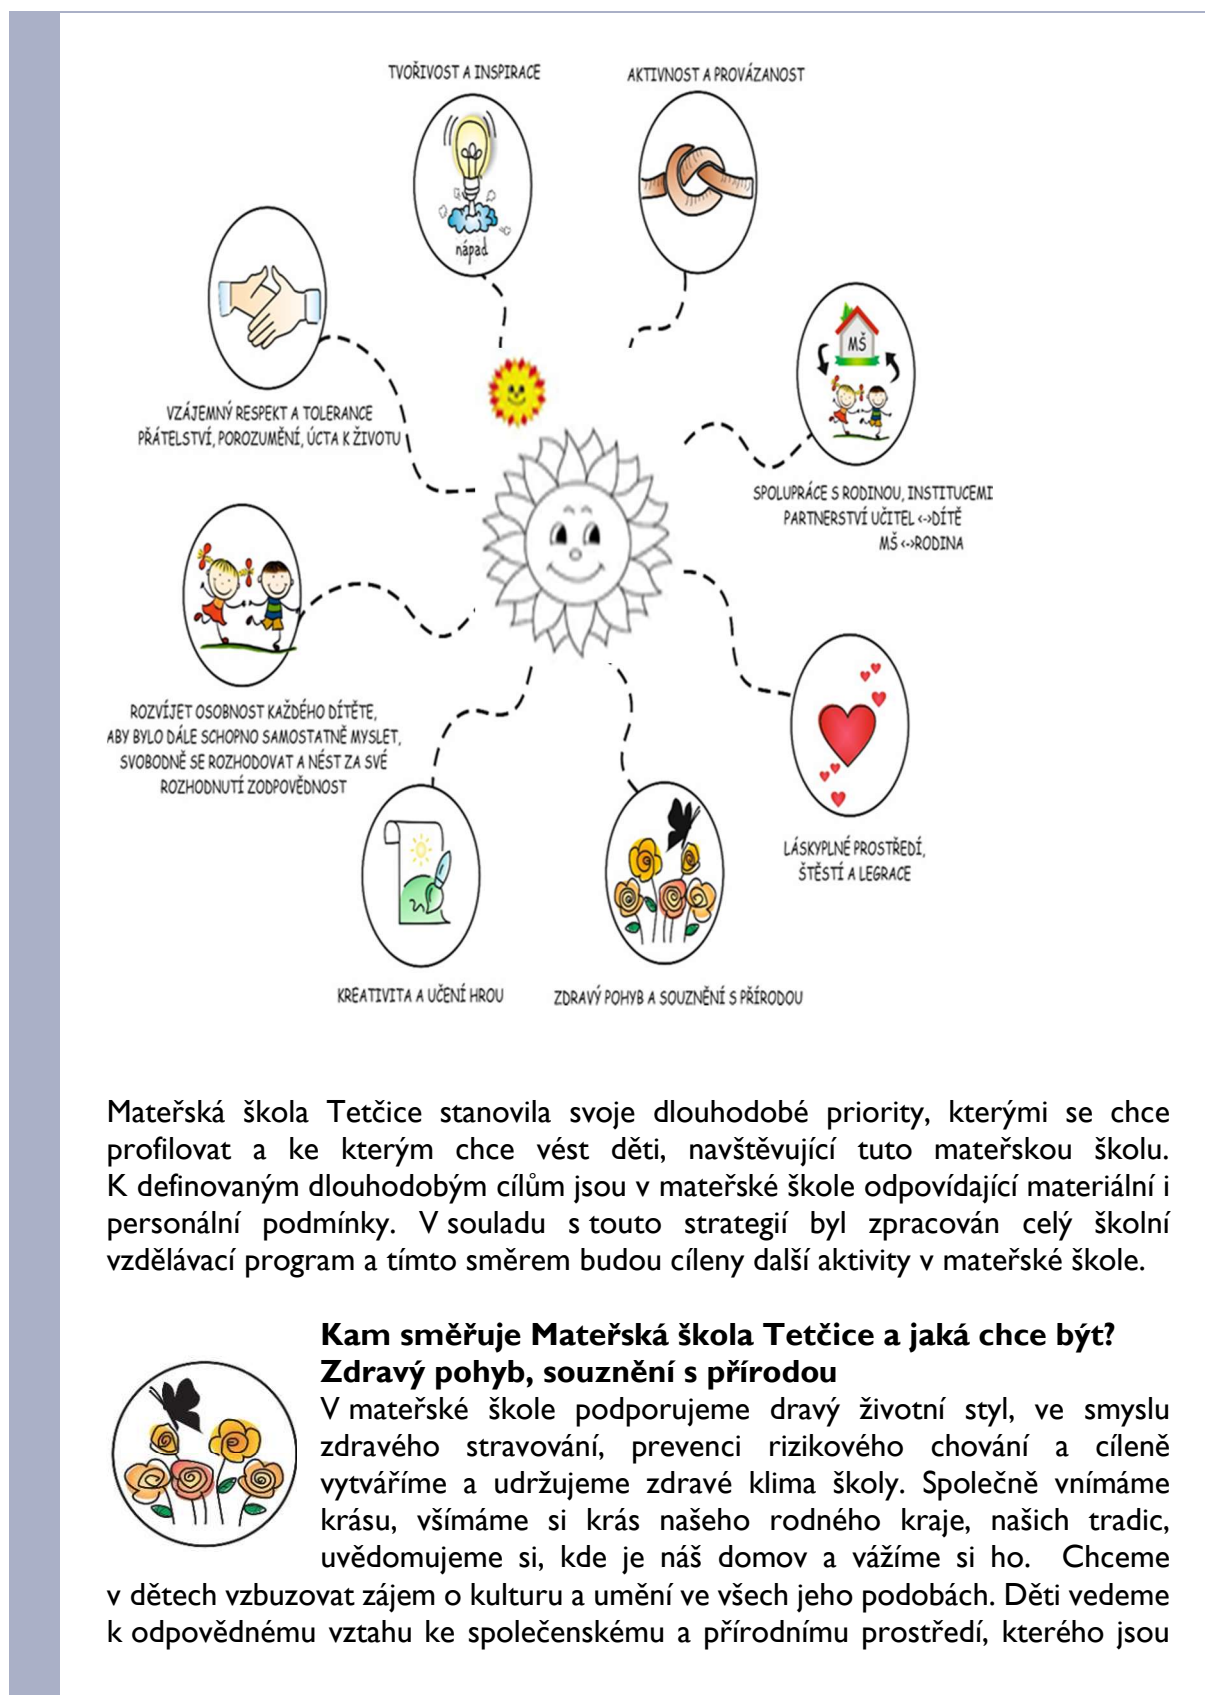 TVOŘIVOST A INSPIRACE
AKTIVNOST A PROVÁZANOST
nápad
MŠ
VZÁJEMNÝ RESPEKT A TOLERANCE
PŘÁTELSTVÍ, POROZUMĚNÍ, ÚCTA K ŽIVOTU
SPOLUPRÁCE S RODINOU, INSTITUCEMI
PARTNERSTVÍ UČITEL <->DÍTĚ
MŠ <->RODINA
ROZVÍJET OSOBNOST KAŽDÉHO DÍTĚTE,
ABY BYLO DÁLE SCHOPNO SAMOSTATNĚ MYSLET,
SVOBODNĚ SE ROZHODOVAT A NÉST ZA SVÉ
ROZHODNUTÍ ZODPOVĚDNOST
LÁSKYPLNÉ PROSTŘEDÍ,
ŠTĚSTÍ A LEGRACE
KREATIVITA A UČENÍ HROU
ZDRAVÝ POHYB A SOUZNĚNÍ S PŘÍRODOU
Mateřská škola Tetčice stanovila svoje dlouhodobé priority, kterými se chce
profilovat a ke kterým chce vést děti, navštěvující tuto mateřskou školu.
K definovaným dlouhodobým cílům jsou v mateřské škole odpovídající materiální i
personální podmínky. V souladu s touto strategií byl zpracován celý školní
vzdělávací program a tímto směrem budou cíleny další aktivity v mateřské škole.
Kam směřuje Mateřská škola Tetčice a jaká chce být?
Zdravý pohyb, souznění s přírodou
V mateřské škole podporujeme dravý životní styl, ve smyslu
zdravého stravování, prevenci rizikového chování a cíleně
vytváříme a udržujeme zdravé klima školy. Společně vnímáme
krásu, všímáme si krás našeho rodného kraje, našich tradic,
uvědomujeme si, kde je náš domov a vážíme si ho. Chceme
v dětech vzbuzovat zájem o kulturu a umění ve všech jeho podobách. Děti vedeme
k odpovědnému vztahu ke společenskému a přírodnímu prostředí, kterého jsou